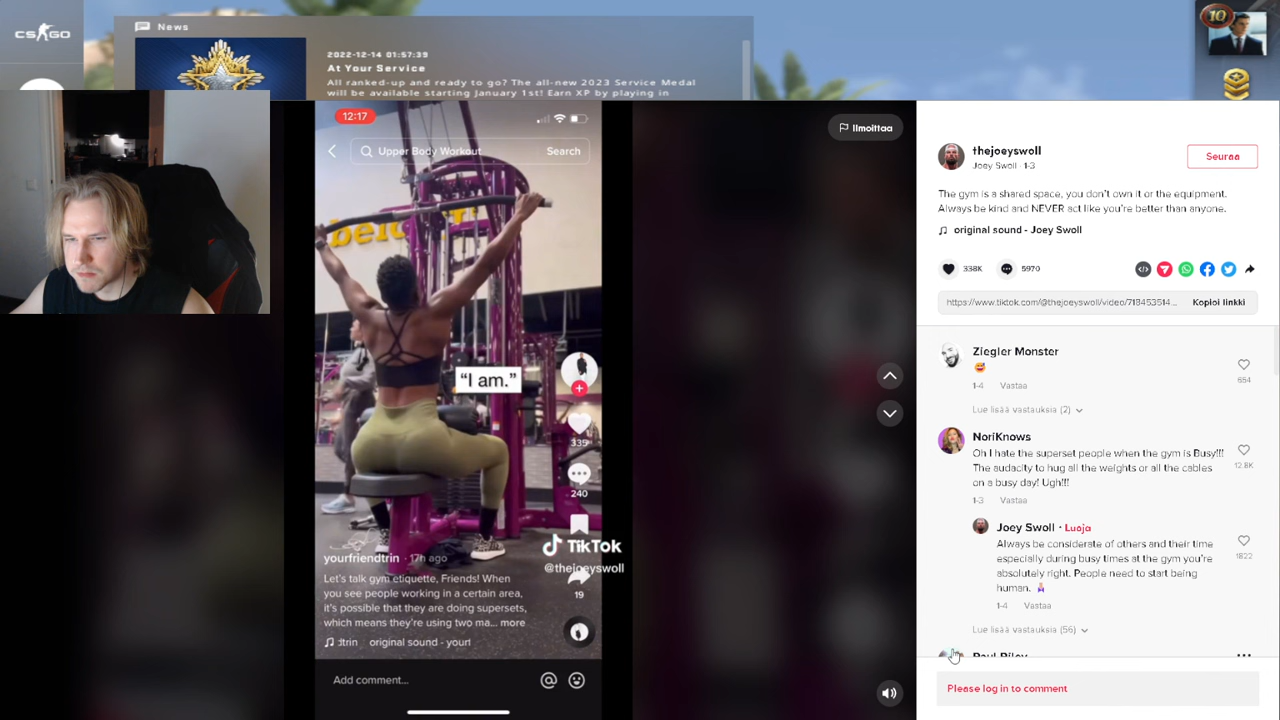 CS:GO
News
2022-12-14 01:57:39
At Your Service
All ranked-up and ready to go? The all-new 2023 Service Medal
will be available starting January 1st! Earn XP by playing in
10
12:17
Upper Body Workout
Search
"I am."
339
240
19
yourfriendtrin · 17h ago
Let's talk gym etiquette, Friends! When
you see people working in a certain area,
it's possible that they are doing supersets,
which means they're using two ma... more
:dtrin original sound - yourf
TikTok
@thejoeyswoll
Add comment...
Ilmoittaa
thejoeyswoll
Joey Swoll · 1-3
Seuraa
The gym is a shared space, you don't own it or the equipment.
Always be kind and NEVER act like you're better than anyone.
original sound - Joey Swoll
338K
5970
https://www.tiktok.com/@thejoeyswoll/video/718453514...
Kopioi linkki
Ziegler Monster
😅
654
1-4 Vastaa
Lue lisää vastauksia (2)
NoriKnows
Oh I hate the superset people when the gym is Busy!!!
The audacity to hug all the weights or all the cables
on a busy day! Ugh!!!
12.8K
1-3 Vastaa
Joey Swoll · Luoja
Always be considerate of others and their time
especially during busy times at the gym you're
absolutely right. People need to start being
human.
1822
1-4 Vastaa
Lue lisää vastauksia (56)
Paul Riley
Please log in to comment